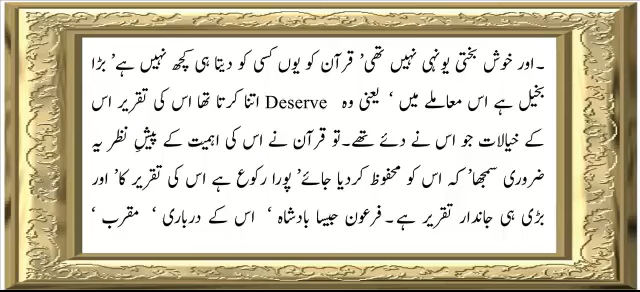 ۔اور خوش بختی یونہی نہیں تھی’ قرآن کو یوں کسی کو دیتا ہی کچھ نہیں ہے’ بڑا
بخیل ہے اس معاملے میں ‘ یعنی وہ Deserve اتنا کرتا تھا اس کی تقریر اس
کے خیالات جو اس نے دئے تھے۔تو قرآن نے اس کی اہمیت کے پیشِ نظر یہ
ضروری سمجھا’ کہ اس کو محفوظ کردیا جائے’ پورا رکوع ہے اس کی تقریر کا’ اور
بڑی ہی جاندار تقریر ہے۔ فرعون جیسا بادشاہ ‘ اس کے درباری ‘ مقرب ‘